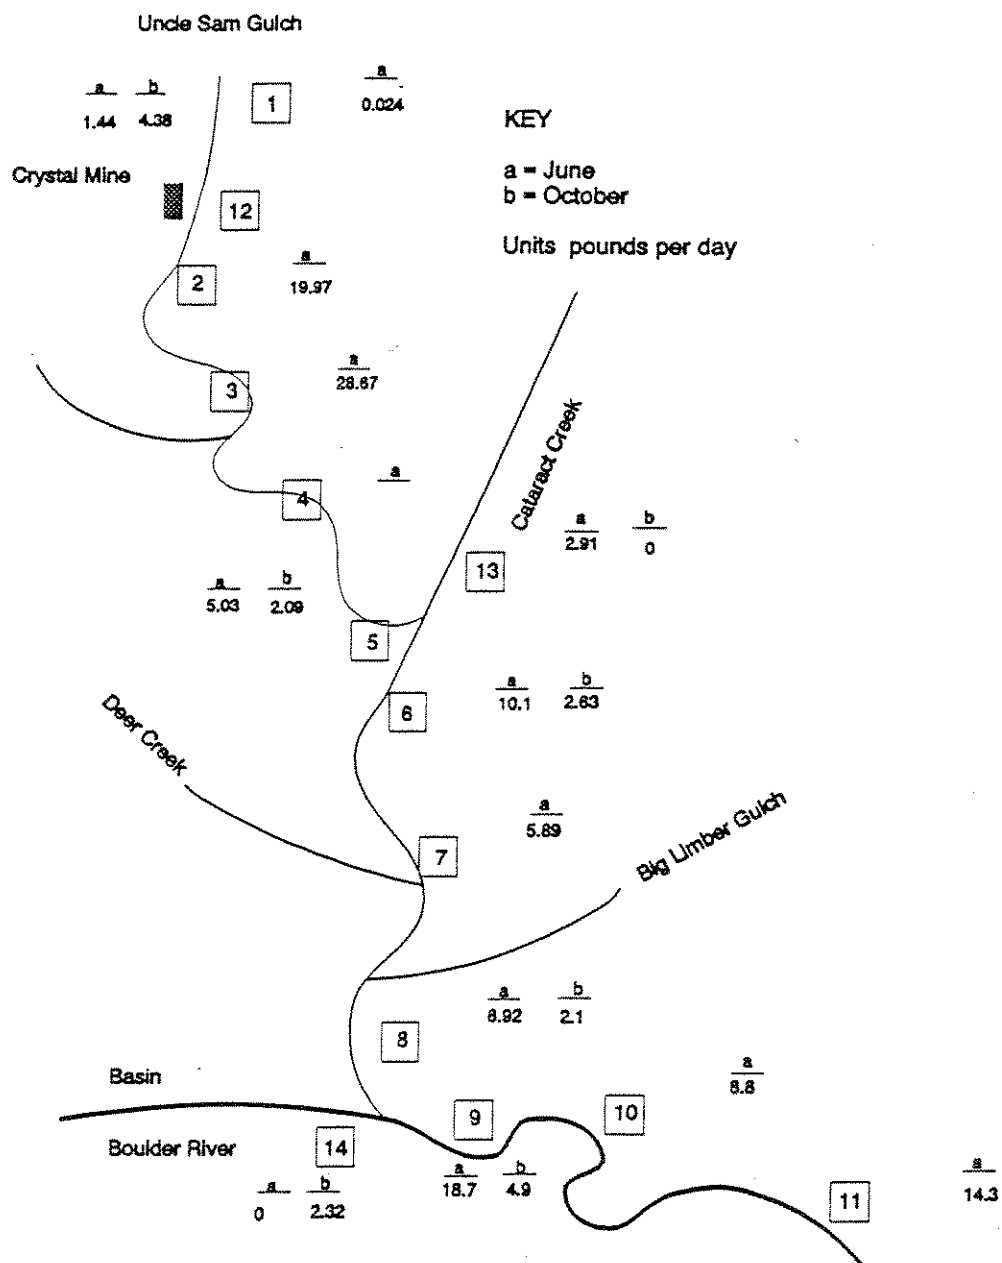 Uncle Sam Gulch
a b
1.44 4.38
1
a
0.024
KEY
a = June
b = October
Units pounds per day
Crystal Mine
12
2
a
19.97
3
a
28.67
4
a
Cataract Creek
a b
2.91 0
13
a b
5.03 2.09
5
6
a b
10.1 2.63
Deer Creek
7
a
5.89
Big Limber Gulch
a b
6.92 2.1
8
a
8.8
Basin
9
10
Boulder River
14
a b
18.7 4.9
a b
0 2.32
11
a
14.3